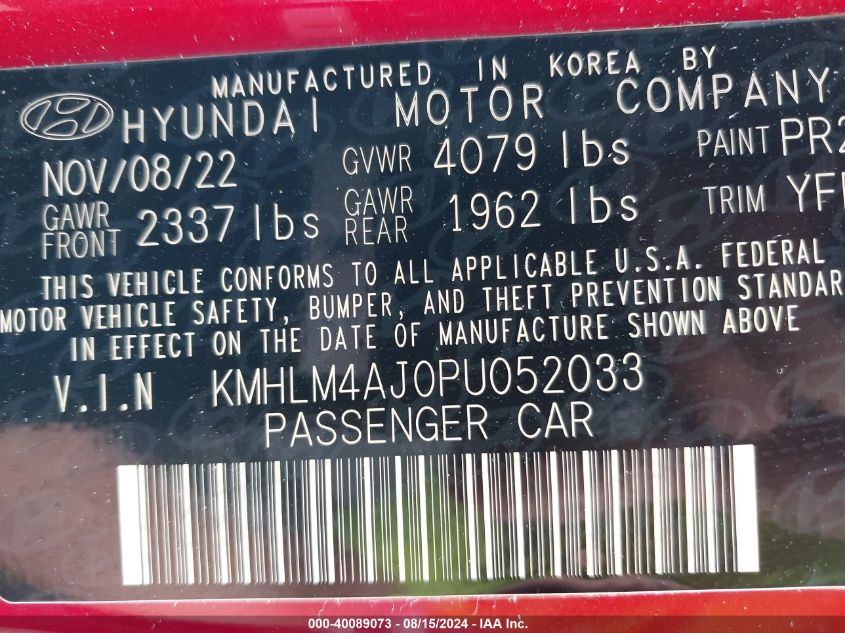 MANUFACTURED IN KOREA BY
HYUNDAI MOTOR COMPANY
NOV/08/22 GVWR 4079 lbs PAINT PR2
GAWR FRONT 2337 lbs GAWR REAR 1962 lbs TRIM YF
THIS VEHICLE CONFORMS TO ALL APPLICABLE U.S.A. FEDERAL
MOTOR VEHICLE SAFETY, BUMPER, AND THEFT PREVENTION STANDAR
IN EFFECT ON THE DATE OF MANUFACTURE SHOWN ABOVE
V.I.N KMHLM4AJ0PU052033
PASSENGER CAR
000-40089073 - 08/15/2024 - IAA Inc.